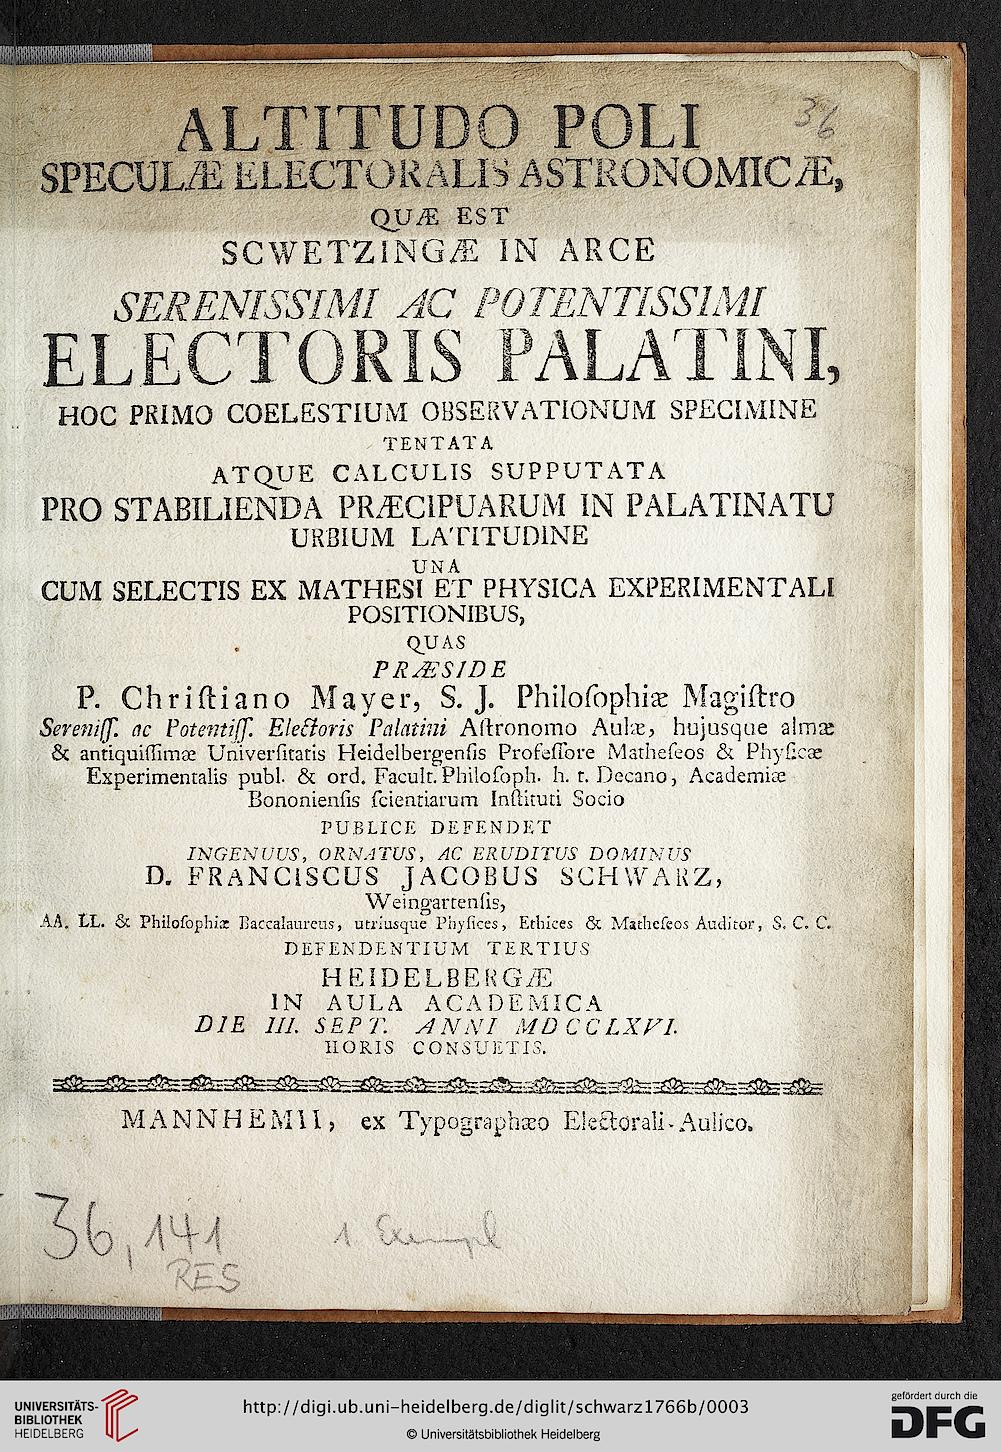 36
ALTITUDO POLI
SPECULÆ ELECTORALIS ASTRONOMICÆ,
QUÆ EST
SCWETZINGÆ IN ARCE
SERENISSIMI AC POTENTISSIMI
ELECTORIS PALATINI,
HOC PRIMO COELESTIUM OBSERVATIONUM SPECIMINE
TENTATA
ATQUE CALCULIS SUPPUTATA
PRO STABILIENDA PRÆCIPUARUM IN PALATINATU
URBIUM LATITUDINE
UNA
CUM SELECTIS EX MATHESI ET PHYSICA EXPERIMENTALI
POSITIONIBUS,
QUAS
PRÆSIDE
P. Chriſtiano Mayer, S. J. Philoſophiæ Magiſtro
Sereniſſ. ac Potentiſſ. Electoris Palatini Aſtronomo Aulæ, hujusque almæ
& antiquiſſimæ Univerſitatis Heidelbergenſis Profeſſore Matheſeos & Phyſicæ
Experimentalis publ. & ord. Facult. Philoſoph. h. t. Decano, Academiæ
Bononienſis ſcientiarum Inſtituti Socio
PUBLICE DEFENDET
INGENUUS, ORNATUS, AC ERUDITUS DOMINUS
D. FRANCISCUS JACOBUS SCHWARZ,
Weingartenſis,
AA. LL. & Philoſophiæ Baccalaureus, utriusque Phyſices, Ethices & Matheſeos Auditor, S. C. C.
DEFENDENTIUM TERTIUS
HEIDELBERGÆ
IN AULA ACADEMICA
DIE III. SEPT. ANNI MDCCLXVI.
HORIS CONSUETIS.
MANNHEMII, ex Typographæo Electorali-Aulico.
36,141 1 Exempl
RES
UNIVERSITÄTS-
BIBLIOTHEK
HEIDELBERG
http://digi.ub.uni-heidelberg.de/diglit/schwarz1766b/0003
© Universitätsbibliothek Heidelberg
gefördert durch die
DFG